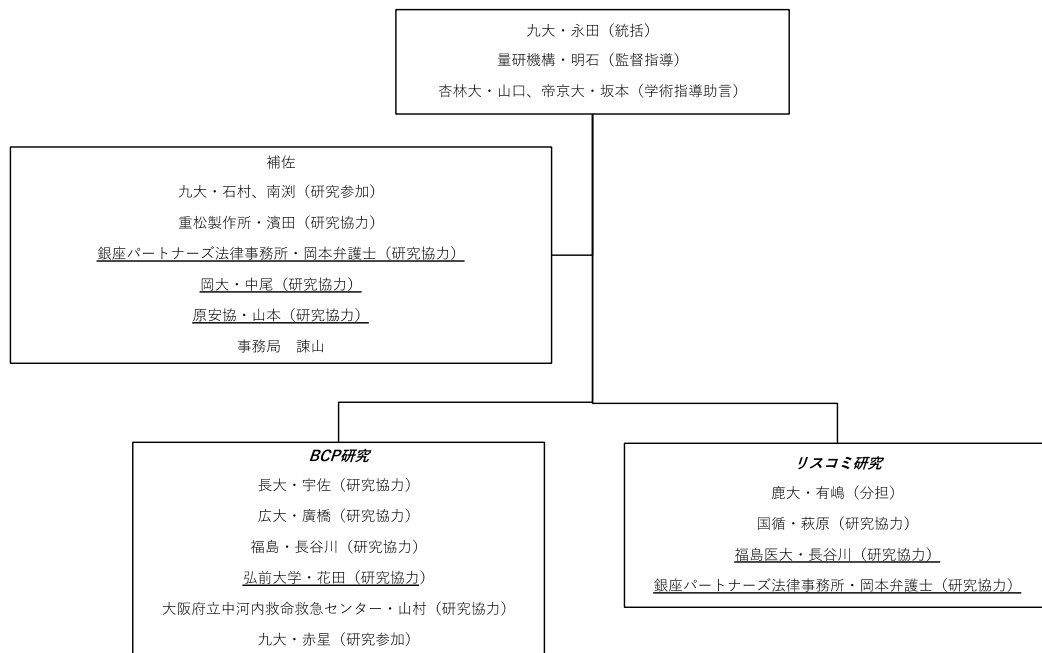 九大・永田（統括）
量研機構・明石（監督指導）
杏林大・山口、帝京大・坂本（学術指導助言）
補佐
九大・石村、南渕（研究参加）
重松製作所・濱田（研究協力）
銀座パートナーズ法律事務所・岡本弁護士（研究協力）
岡大・中尾（研究協力）
原安協・山本（研究協力）
事務局　諌山
BCP研究
長大・宇佐（研究協力）
広大・廣橋（研究協力）
福島・長谷川（研究協力）
弘前大学・花田（研究協力）
大阪府立中河内救命救急センター・山村（研究協力）
九大・赤星（研究参加）
リスコミ研究
鹿大・有嶋（分担）
国循・萩原（研究協力）
福島医大・長谷川（研究協力）
銀座パートナーズ法律事務所・岡本弁護士（研究協力）